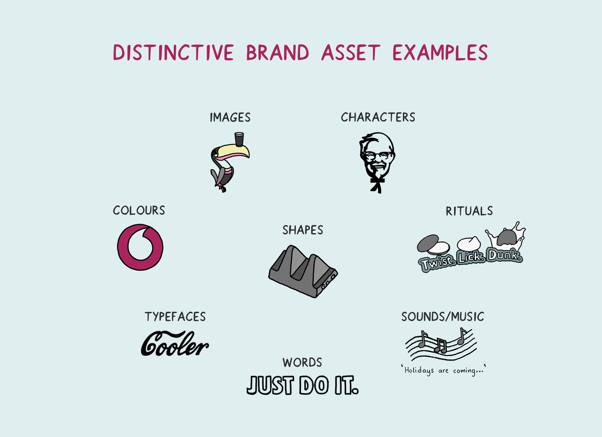 DISTINCTIVE BRAND ASSET EXAMPLES
IMAGES
CHARACTERS
COLOURS
SHAPES
RITUALS
Twist Lick Dunk
TYPEFACES
Cooler
SOUNDS/MUSIC
'Holidays are coming...'
WORDS
JUST DO IT.